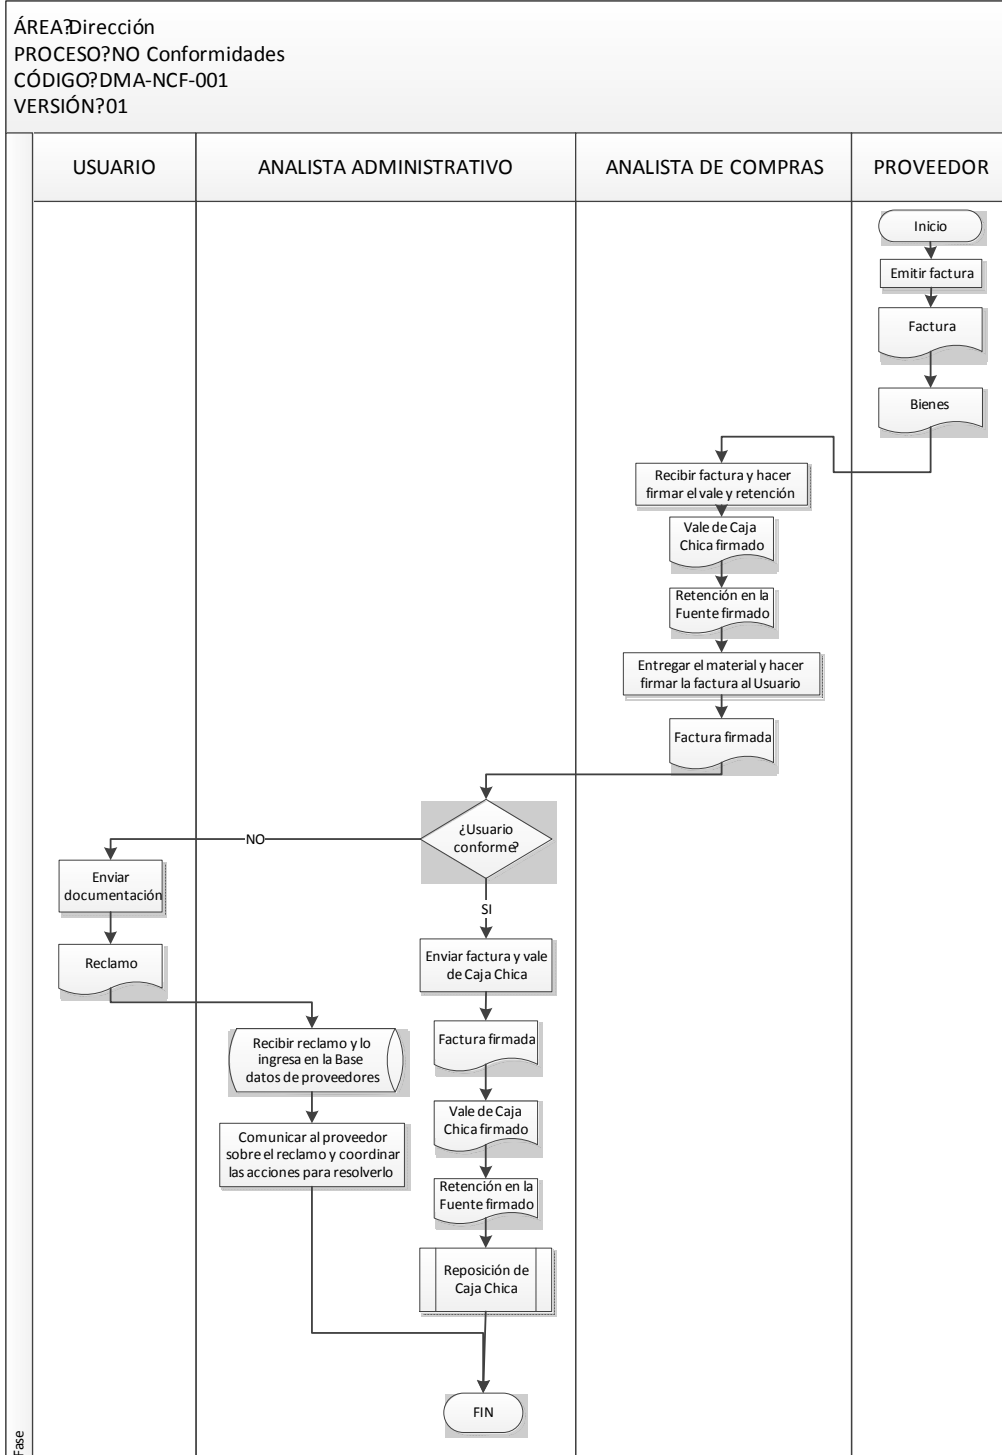 ÁREA?Dirección
PROCESO?NO Conformidades
CÓDIGO?DMA-NCF-001
VERSIÓN?01
USUARIO
ANALISTA ADMINISTRATIVO
ANALISTA DE COMPRAS
PROVEEDOR
Inicio
Emitir factura
Factura
Bienes
Recibir factura y hacer
firmar el vale y retención
Vale de Caja
Chica firmado
Retención en la
Fuente firmado
Entregar el material y hacer
firmar la factura al Usuario
Factura firmada
¿Usuario
conforme?
NO
SI
Enviar
documentación
Reclamo
Enviar factura y vale
de Caja Chica
Recibir reclamo y lo
ingresa en la Base
datos de proveedores
Factura firmada
Comunicar al proveedor
sobre el reclamo y coordinar
las acciones para resolverlo
Vale de Caja
Chica firmado
Retención en la
Fuente firmado
Reposición de
Caja Chica
FIN
Fase